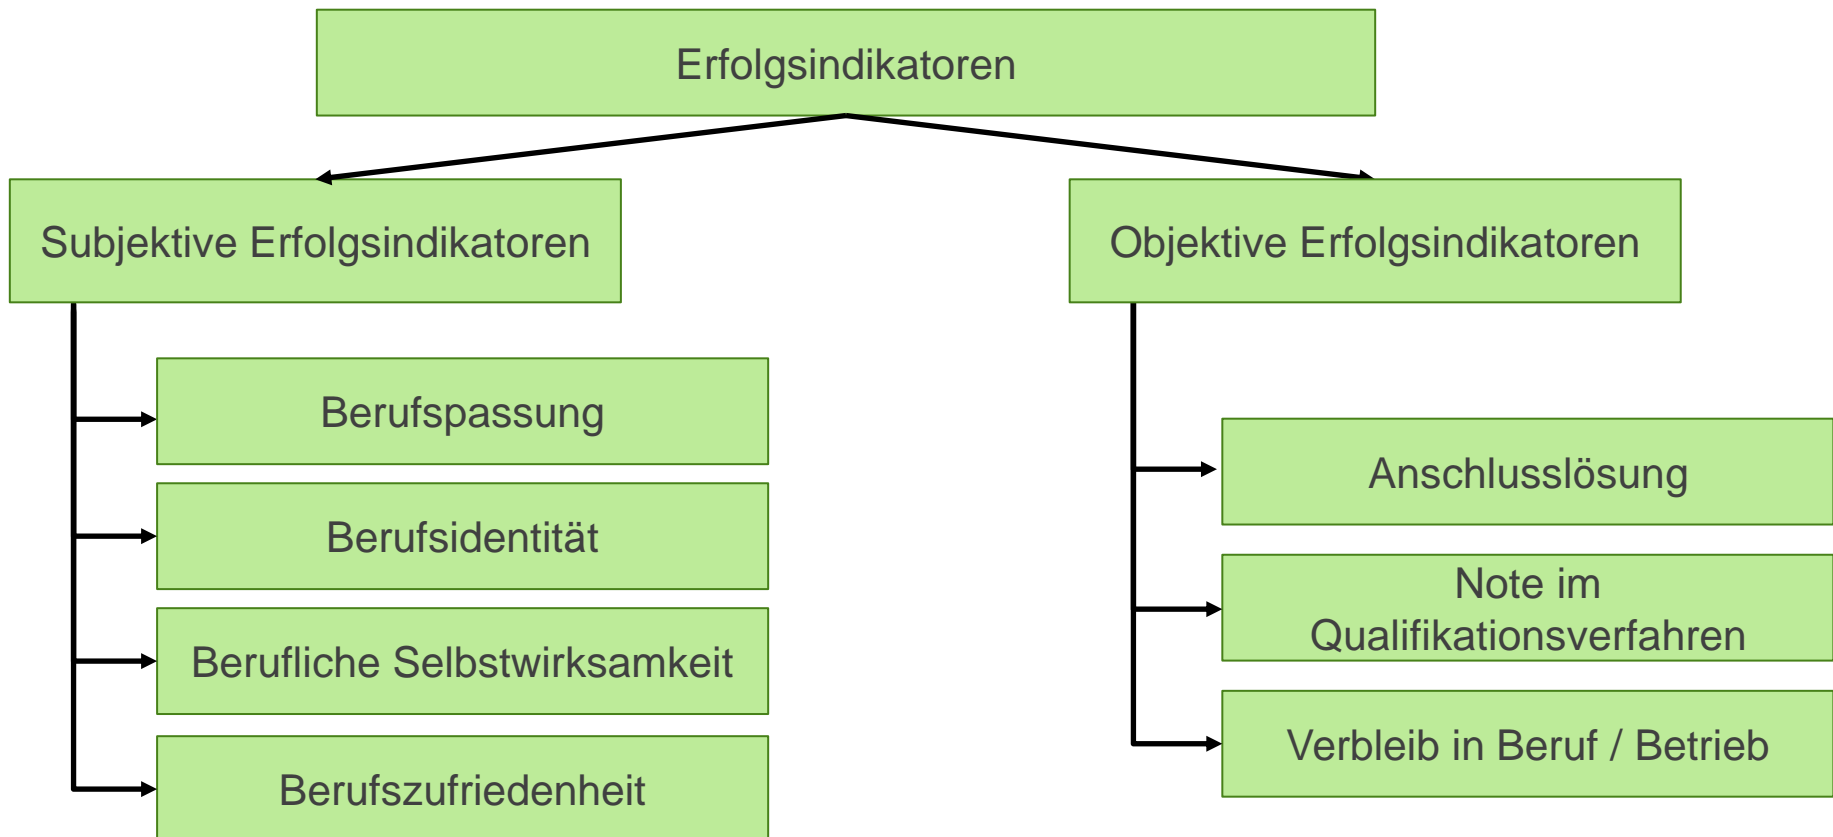 Erfolgsindikatoren
Subjektive Erfolgsindikatoren
Objektive Erfolgsindikatoren
Berufspassung
Berufsidentität
Berufliche Selbstwirksamkeit
Berufszufriedenheit
Anschlusslösung
Note im
Qualifikationsverfahren
Verbleib in Beruf / Betrieb